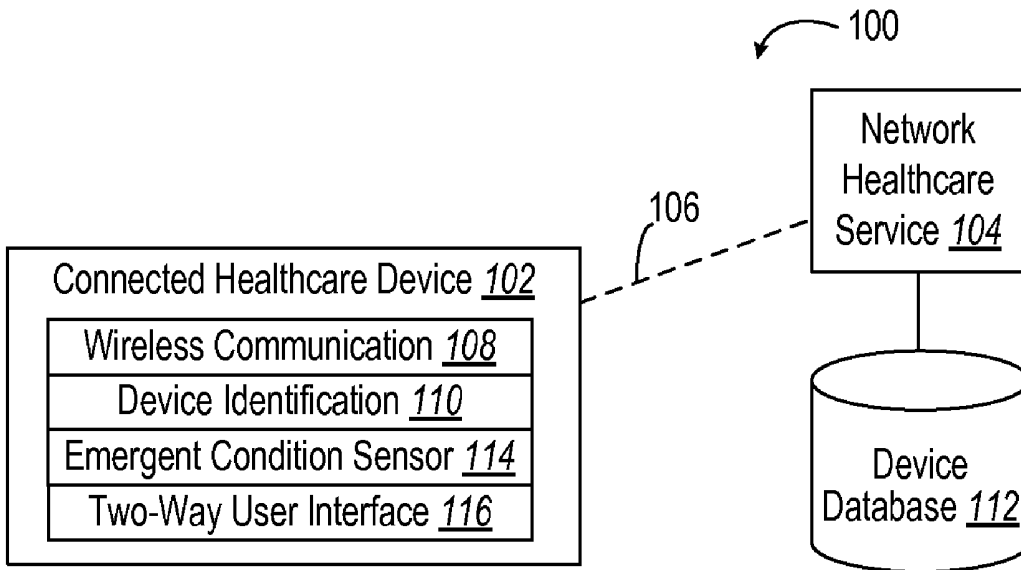 100
Network
Healthcare
Service 104
106
Connected Healthcare Device 102
Wireless Communication 108
Device Identification 110
Emergent Condition Sensor 114
Two-Way User Interface 116
Device
Database 112